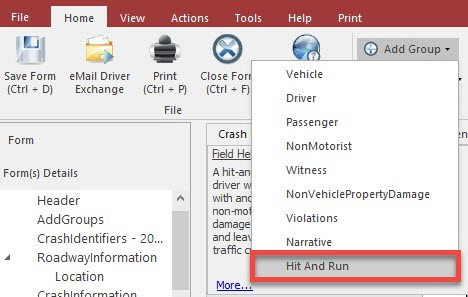 File Home View Actions Tools Help Print
Save Form
(Ctrl + D)
eMail Driver
Exchange
Print
(Ctrl + P)
Close Form
(Ctrl + F)
File
Add Group
Vehicle
Driver
Passenger
NonMotorist
Witness
NonVehiclePropertyDamage
Violations
Narrative
Hit And Run
Form
Form(s) Details
Header
AddGroups
CrashIdentifiers - 20...
RoadwayInformation
Location
CrashInformation
Crash
Field He
A hit-an
driver w
with ano
non-mot
damage
and leav
traffic c
More...